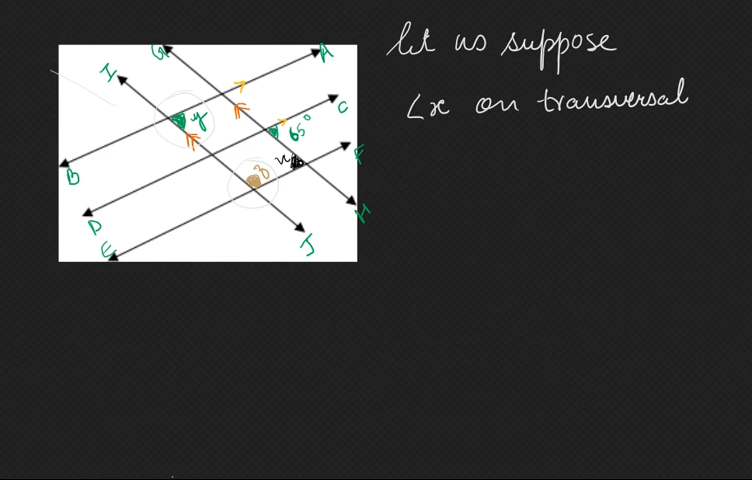 let us suppose
∠x on transversal
G
A
I
C
y
65°
F
x
B
z
H
D
E
J